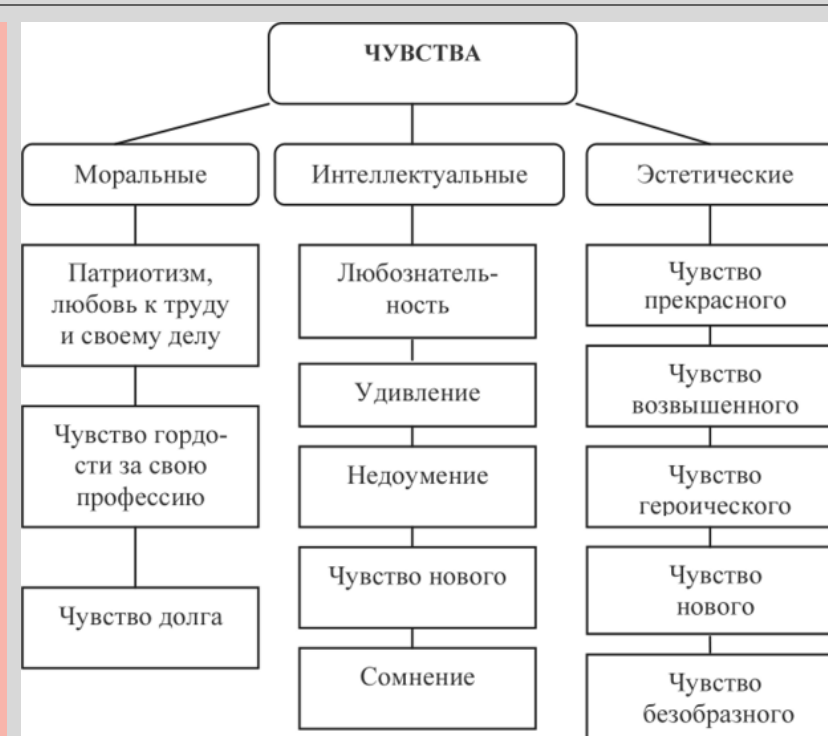 ЧУВСТВА
Моральные
Интеллектуальные
Эстетические
Патриотизм,
любовь к труду
и своему делу
Чувство гордо-
сти за свою
профессию
Чувство долга
Любознатель-
ность
Удивление
Недоумение
Чувство нового
Сомнение
Чувство
прекрасного
Чувство
возвышенного
Чувство
героического
Чувство
нового
Чувство
безобразного